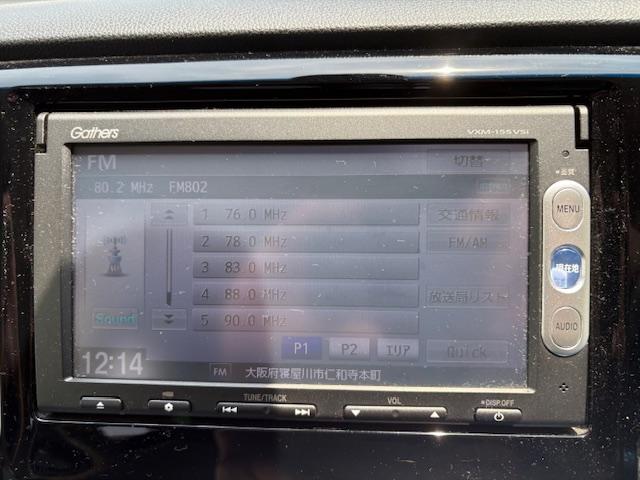 Gathers VXM-155VSi
FM 切替
80.2 MHz FM802
1 76.0 MHz 交通情報
2 78.0 MHz FM/AM
3 83.0 MHz
4 88.0 MHz 放送局リスト
5 90.0 MHz
Sound
P1 P2 エリア Quick
12:14 FM 大阪府寝屋川市仁和寺本町
TUNE/TRACK VOL ✱DISP.OFF
✱画質
MENU
現在地
AUDIO